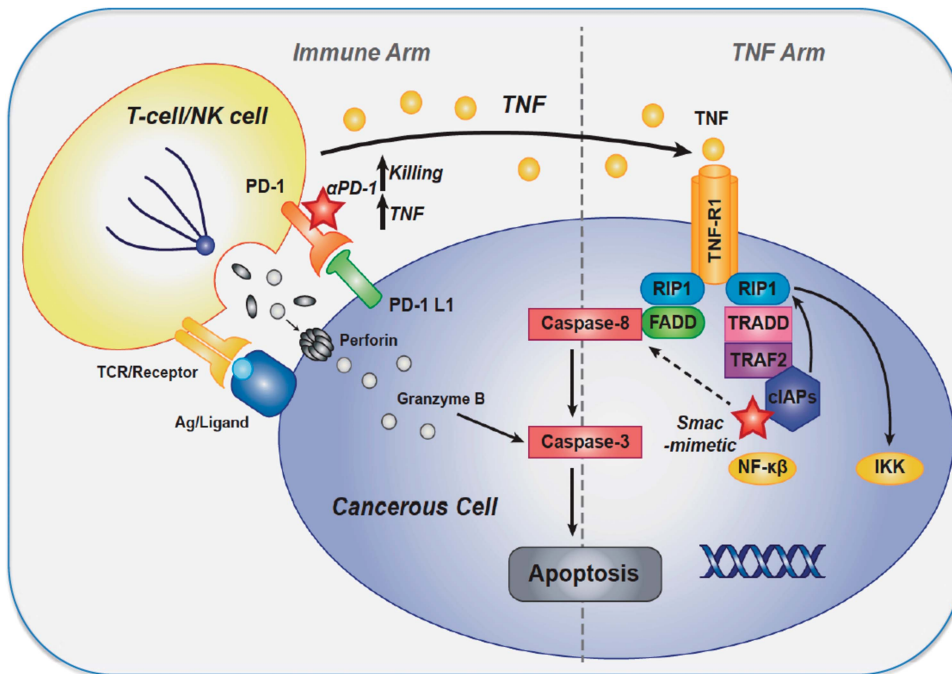 Immune Arm
TNF Arm
T-cell/NK cell
TNF
TNF
PD-1
αPD-1
Killing
TNF
TNF-R1
PD-1 L1
RIP1
RIP1
Caspase-8
FADD
TRADD
Perforin
TRAF2
TCR/Receptor
cIAPs
Granzyme B
Ag/Ligand
Smac
-mimetic
Caspase-3
NF-κβ
IKK
Cancerous Cell
Apoptosis